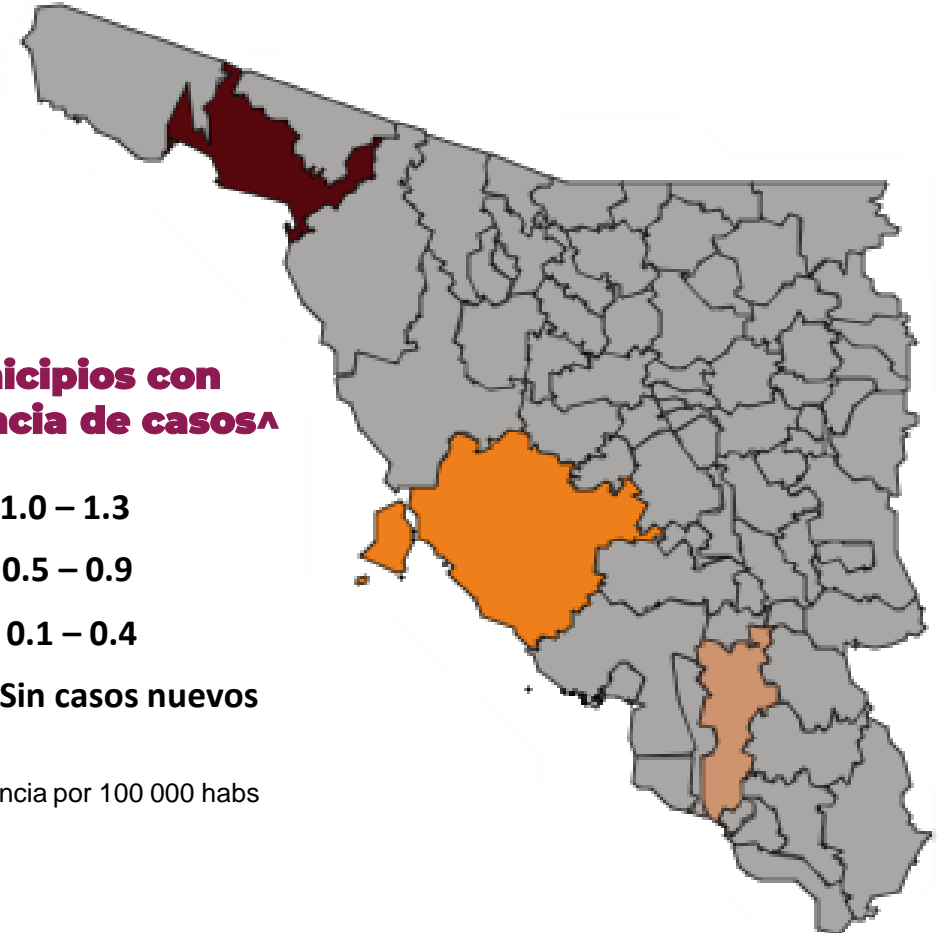 nicipios con
ncia de casos^
1.0 – 1.3
0.5 – 0.9
0.1 – 0.4
Sin casos nuevos
ncia por 100 000 habs